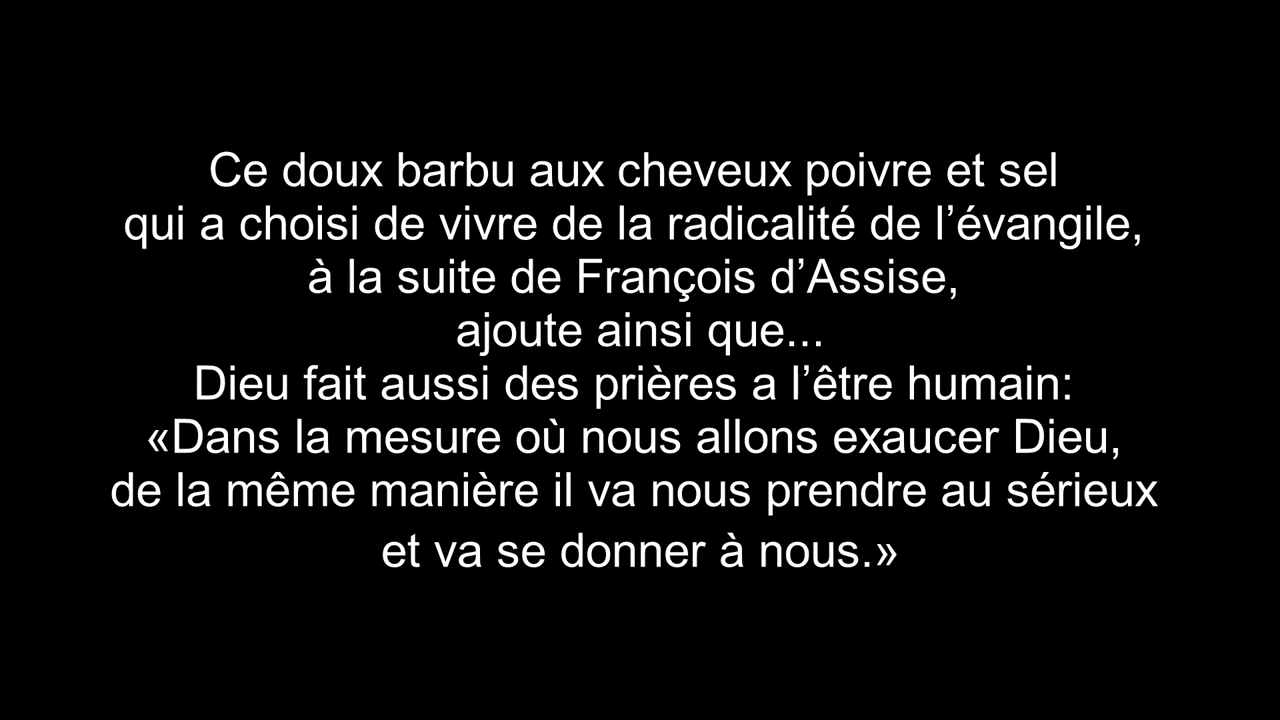 Ce doux barbu aux cheveux poivre et sel
qui a choisi de vivre de la radicalité de l’évangile,
à la suite de François d’Assise,
ajoute ainsi que...
Dieu fait aussi des prières a l’être humain:
«Dans la mesure où nous allons exaucer Dieu,
de la même manière il va nous prendre au sérieux
et va se donner à nous.»